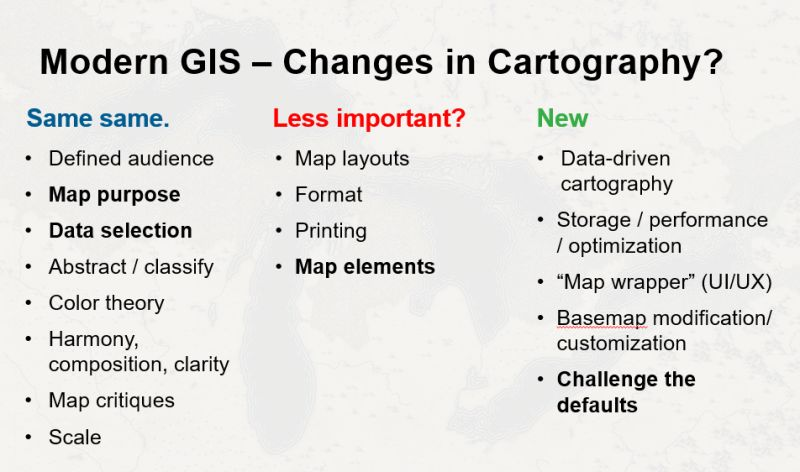 Modern GIS – Changes in Cartography?
Same same.
• Defined audience
• Map purpose
• Data selection
• Abstract / classify
• Color theory
• Harmony,
composition, clarity
• Map critiques
• Scale
Less important?
• Map layouts
• Format
• Printing
• Map elements
New
• Data-driven
cartography
• Storage / performance
/ optimization
• “Map wrapper” (UI/UX)
• Basemap modification/
customization
• Challenge the
defaults